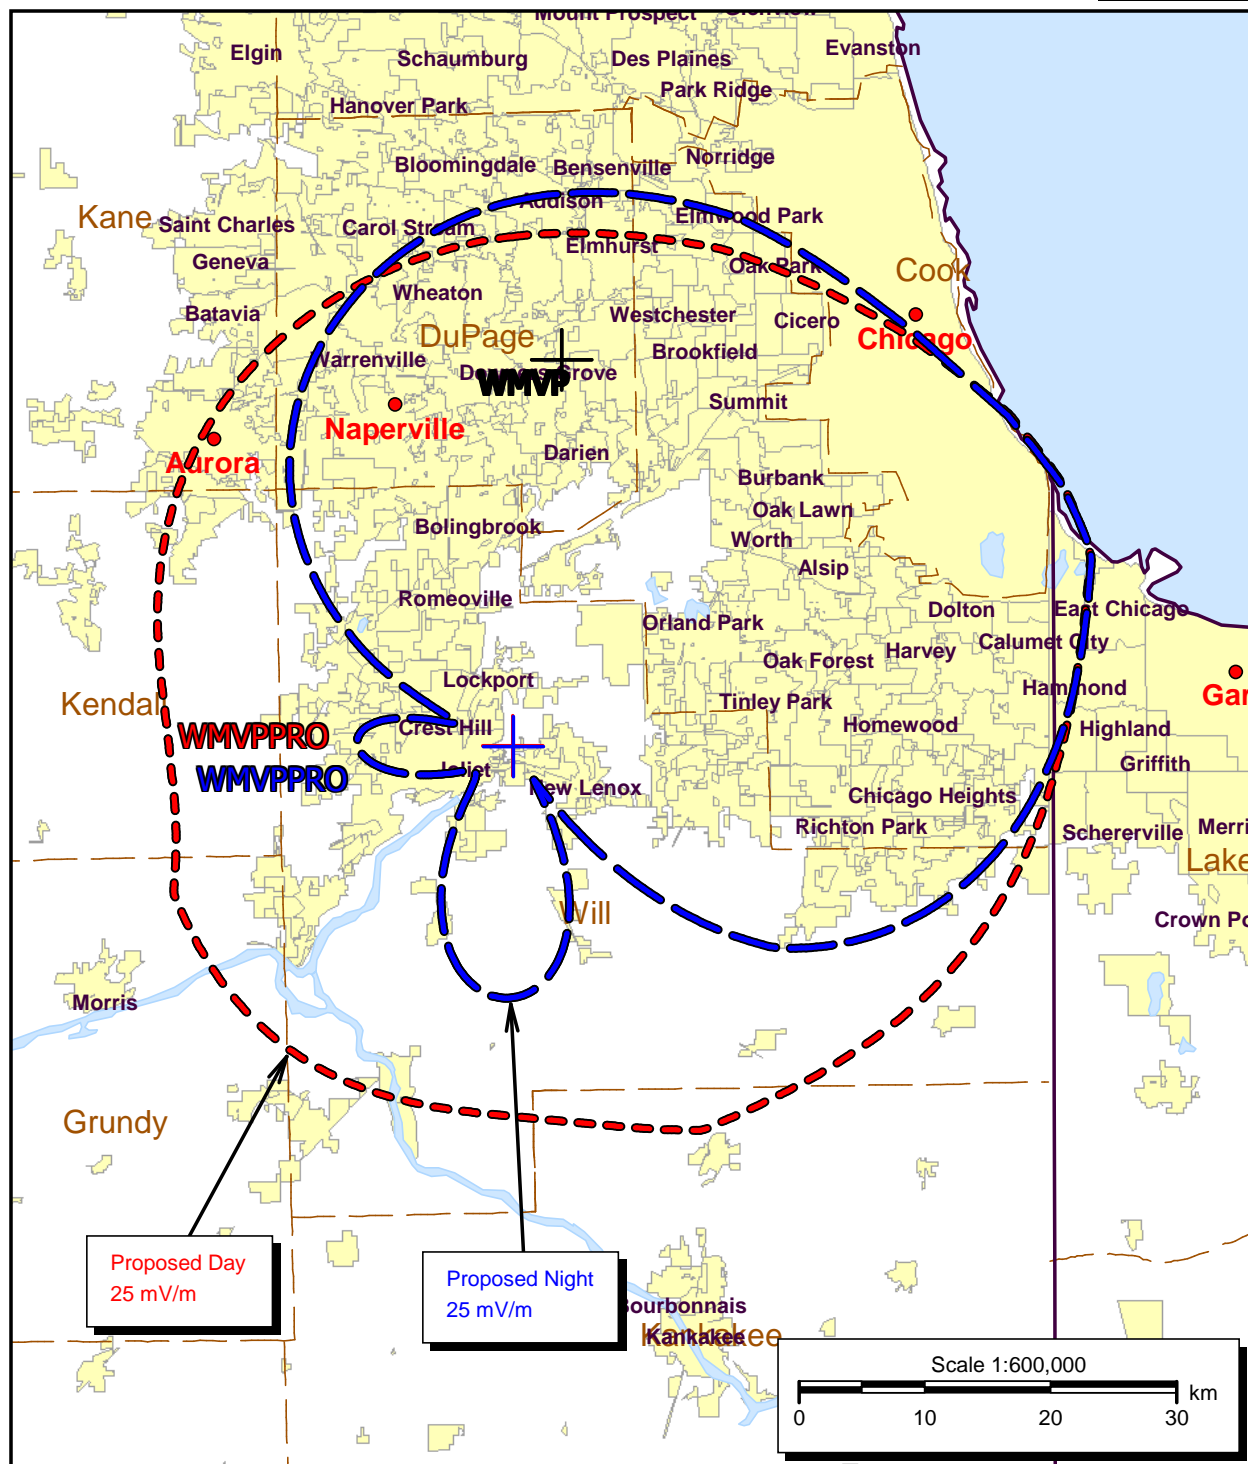 Mount Prospect
Glenview
Elgin
Schaumburg
Des Plaines
Evanston
Park Ridge
Hanover Park
Norridge
Bloomingdale
Bensenville
Addison
Kane
Saint Charles
Carol Stream
Elmwood Park
Elmhurst
Geneva
Oak Park
Cook
Wheaton
Batavia
Westchester
Cicero
DuPage
Chicago
Warrenville
Brookfield
Downers Grove
WMVP
Summit
Naperville
Aurora
Darien
Burbank
Oak Lawn
Bolingbrook
Worth
Alsip
Romeoville
Dolton
East Chicago
Orland Park
Calumet City
Harvey
Oak Forest
Lockport
Hammond
Gar
Kendal
Tinley Park
Crest Hill
Homewood
Highland
WMVPPRO
Griffith
Joliet
WMVPPRO
New Lenox
Chicago Heights
Richton Park
Schererville
Merri
Lake
Will
Crown Po
Morris
Grundy
Proposed Day
25 mV/m
Proposed Night
25 mV/m
Bourbonnais
Kankakee
Kankakee
Scale 1:600,000
km
0 10 20 30